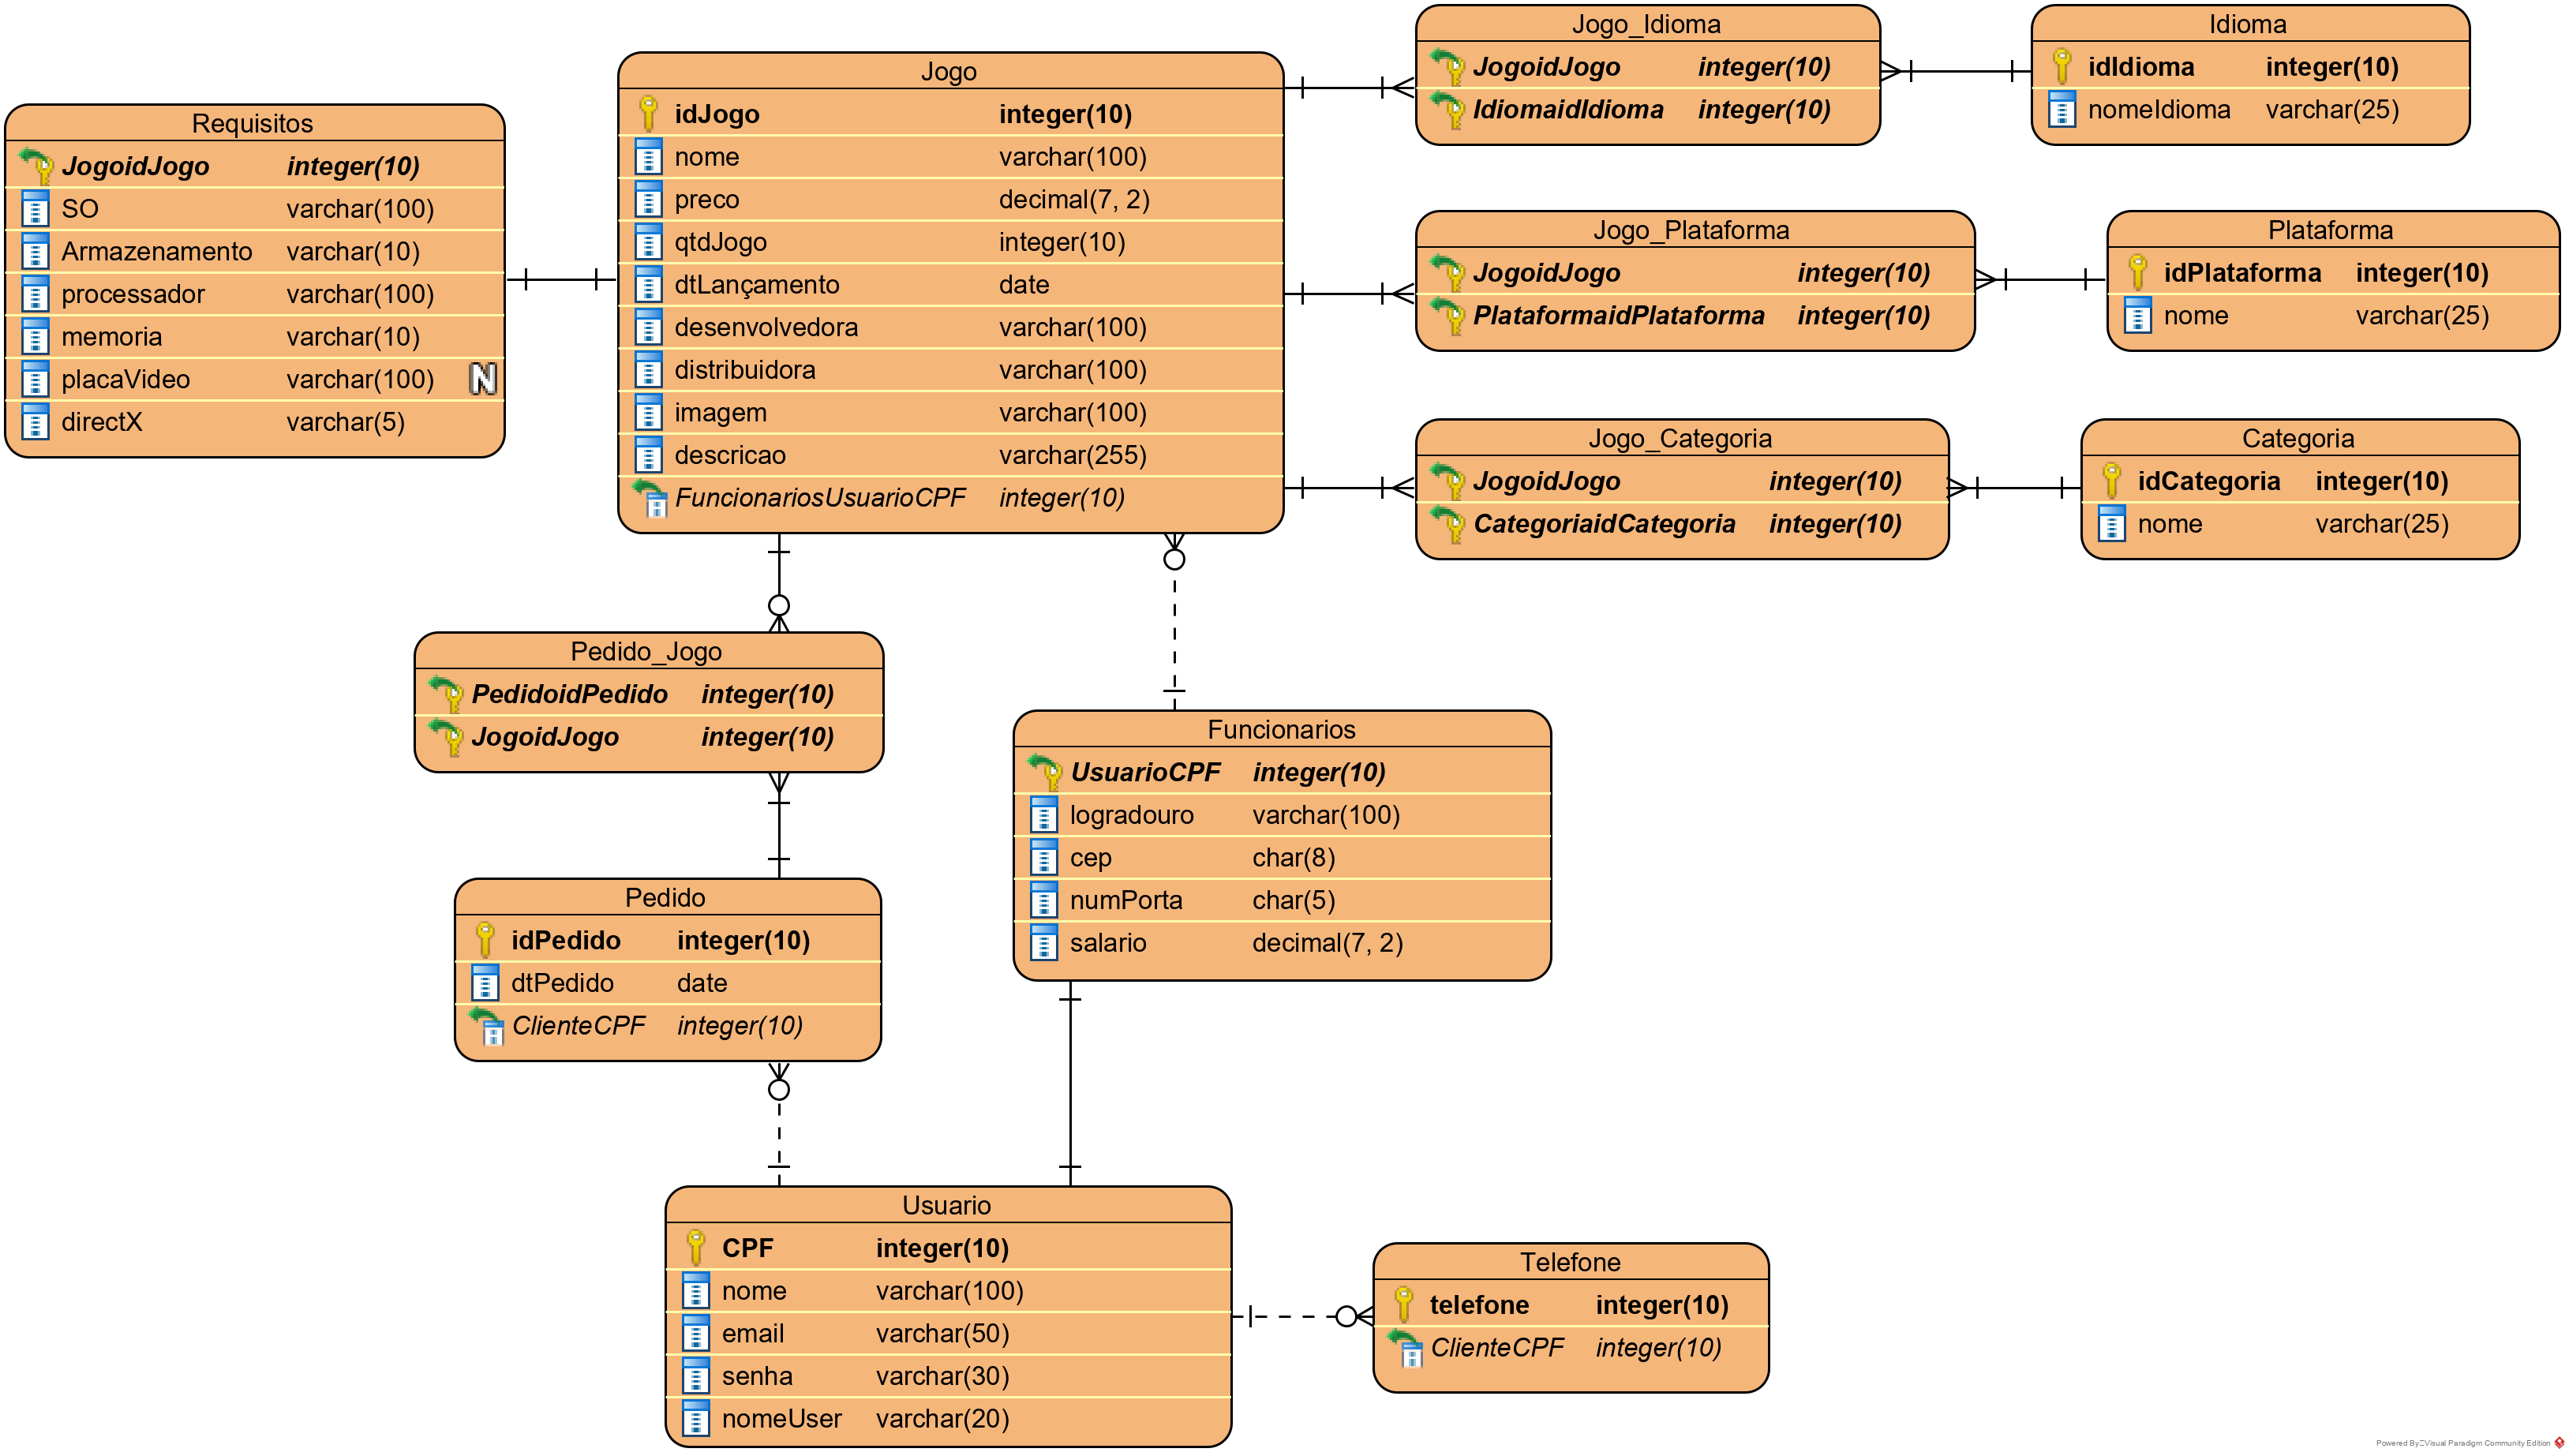 Requisitos
JogoidJogo integer(10)
SO varchar(100)
Armazenamento varchar(10)
processador varchar(100)
memoria varchar(10)
placaVideo varchar(100) N
directX varchar(5)
Jogo
idJogo integer(10)
nome varchar(100)
preco decimal(7, 2)
qtdJogo integer(10)
dtLançamento date
desenvolvedora varchar(100)
distribuidora varchar(100)
imagem varchar(100)
descricao varchar(255)
FuncionariosUsuarioCPF integer(10)
Jogo_Idioma
JogoidJogo integer(10)
IdiomaidIdioma integer(10)
Idioma
idIdioma integer(10)
nomeIdioma varchar(25)
Jogo_Plataforma
JogoidJogo integer(10)
PlataformaidPlataforma integer(10)
Plataforma
idPlataforma integer(10)
nome varchar(25)
Jogo_Categoria
JogoidJogo integer(10)
CategoriaidCategoria integer(10)
Categoria
idCategoria integer(10)
nome varchar(25)
Pedido_Jogo
PedidoidPedido integer(10)
JogoidJogo integer(10)
Funcionarios
UsuarioCPF integer(10)
logradouro varchar(100)
cep char(8)
numPorta char(5)
salario decimal(7, 2)
Pedido
idPedido integer(10)
dtPedido date
ClienteCPF integer(10)
Usuario
CPF integer(10)
nome varchar(100)
email varchar(50)
senha varchar(30)
nomeUser varchar(20)
Telefone
telefone integer(10)
ClienteCPF integer(10)
Powered By Visual Paradigm Community Edition